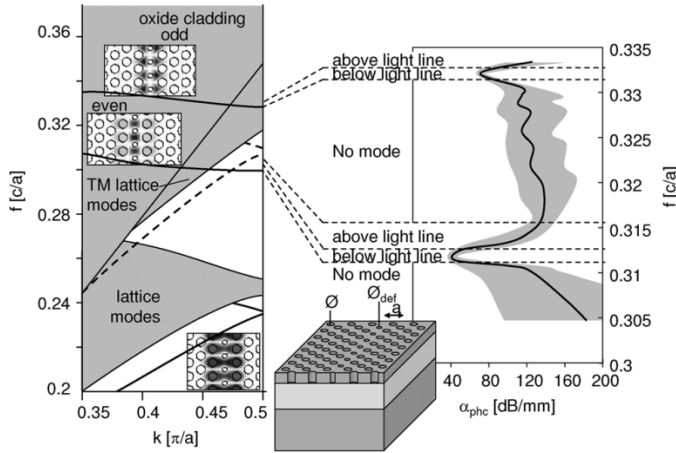 oxide cladding
odd
even
TM lattice
modes
lattice
modes
f [c/a]
0.36
0.32
0.28
0.24
0.2
0.35
0.4
0.45
0.5
k [π/a]
above light line
below light line
No mode
above light line
below light line
No mode
Ø
Ø def
a
0.335
0.33
0.325
0.32
0.315
0.31
0.305
0.3
f [c/a]
40
80
120
160
200
αphc [dB/mm]